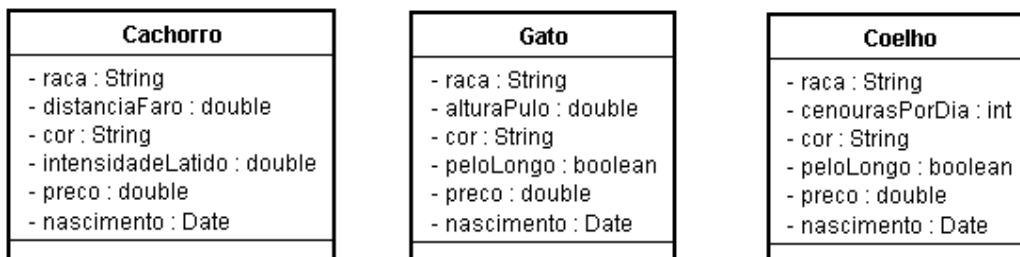 Cachorro
- raca : String
- distanciaFaro : double
- cor : String
- intensidadeLatido : double
- preco : double
- nascimento : Date
Gato
- raca : String
- alturaPulo : double
- cor : String
- peloLongo : boolean
- preco : double
- nascimento : Date
Coelho
- raca : String
- cenourasPorDia : int
- cor : String
- peloLongo : boolean
- preco : double
- nascimento : Date